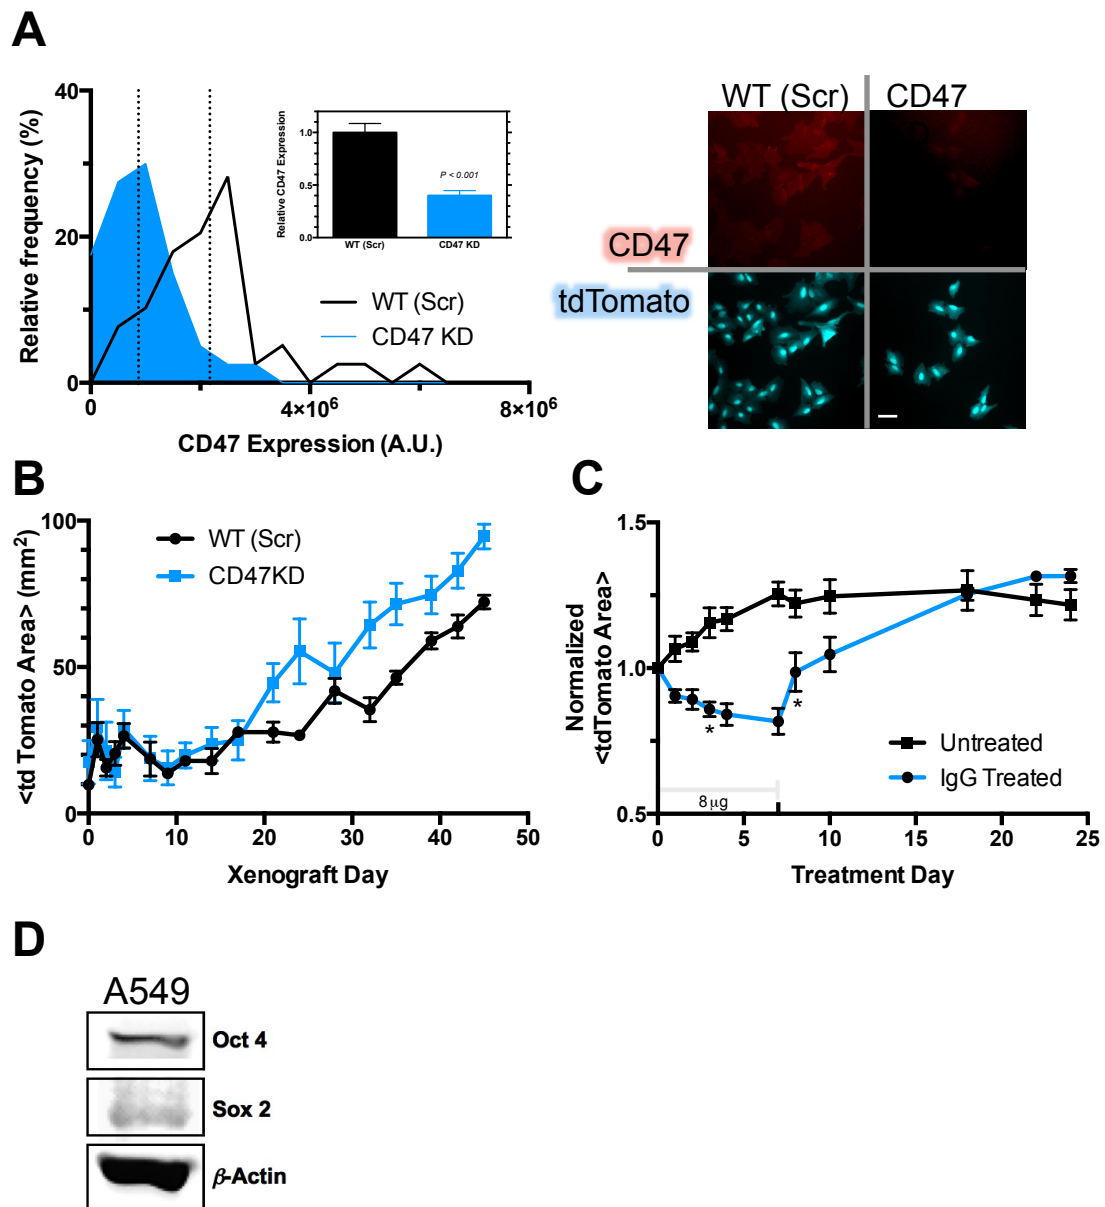 A
40
20
0
Relative frequency (%)
0
4×10⁶
8×10⁶
CD47 Expression (A.U.)
WT (Scr)
CD47 KD
Relative CD47 Expression
1.0
0.5
0.0
P < 0.001
WT (Scr)
CD47 KD
WT (Scr)
CD47
KD
CD47
tdTomato
B
<td Tomato Area> (mm²)
100
50
0
WT (Scr)
CD47KD
0
10
20
30
40
50
Xenograft Day
C
Normalized
<tdTomato Area>
1.5
1.0
0.5
*
*
Untreated
IgG Treated
8 μg
0
5
10
15
20
25
Treatment Day
D
A549
Oct 4
Sox 2
β-Actin